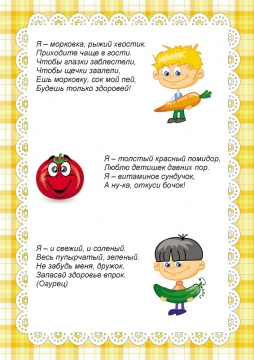 Я – морковка, рыжий хвостик.
Приходите чаще в гости.
Чтобы глазки заблестели,
Чтобы щечки заалели,
Ешь морковку, сок мой пей,
Будешь только здоровей!
Я – толстый красный помидор,
Люблю детишек давних пор.
Я – витаминов сундучок,
А ну-ка, откуси бочок!
Я – и свежий, и соленый.
Весь пупырчатый, зеленый.
Не забудь меня, дружок,
Запасай здоровье впрок.
(Огурец)